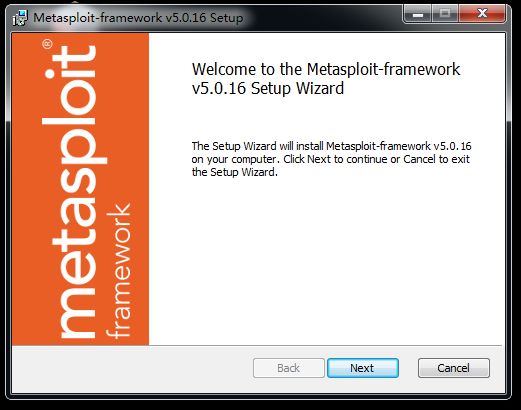 Metasploit-framework v5.0.16 Setup
metasploit®
framework
Welcome to the Metasploit-framework
v5.0.16 Setup Wizard
The Setup Wizard will install Metasploit-framework v5.0.16
on your computer. Click Next to continue or Cancel to exit
the Setup Wizard.
Back
Next
Cancel